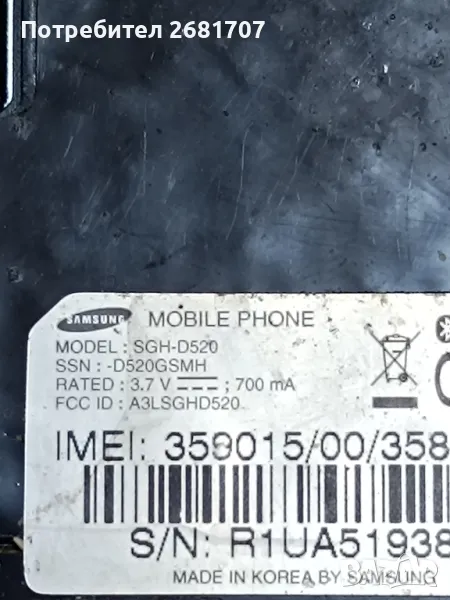 Потребител 2681707
SAMSUNG MOBILE PHONE
MODEL : SGH-D520
SSN : -D520GSMH
RATED : 3.7 V ; 700 mA
FCC ID : A3LSGHD520
IMEI: 359015/00/358
S/N: R1UA51938
MADE IN KOREA BY SAMSUNG